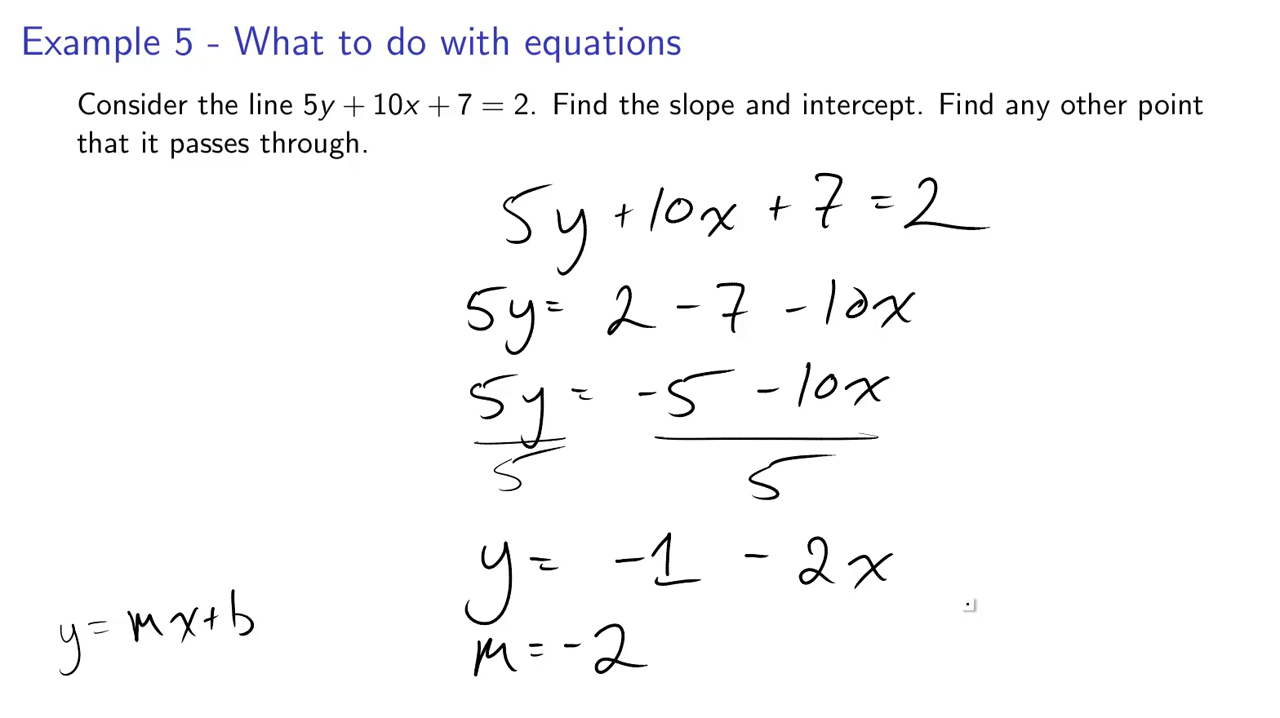 Example 5 - What to do with equations
Consider the line 5y + 10x + 7 = 2. Find the slope and intercept. Find any other point
that it passes through.
5y + 10x + 7 = 2
5y = 2 - 7 - 10x
5y = -5 - 10x
5 5
y = -1 - 2x
y = mx + b
m = -2